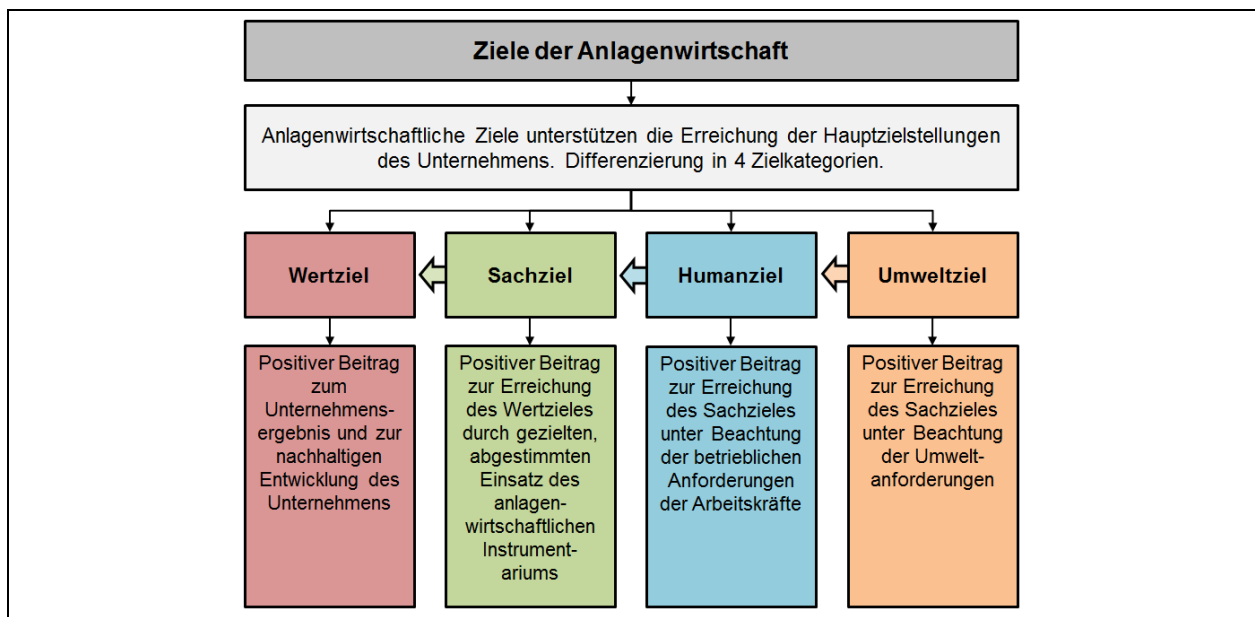 Ziele der Anlagenwirtschaft
Anlagenwirtschaftliche Ziele unterstützen die Erreichung der Hauptzielstellungen
des Unternehmens. Differenzierung in 4 Zielkategorien.
Wertziel
Sachziel
Humanziel
Umweltziel
Positiver Beitrag
zum
Unternehmens-
ergebnis und zur
nachhaltigen
Entwicklung des
Unternehmens
Positiver Beitrag
zur Erreichung
des Wertzieles
durch gezielten,
abgestimmten
Einsatz des
anlagen-
wirtschaftlichen
Instrument-
ariums
Positiver Beitrag
zur Erreichung
des Sachzieles
unter Beachtung
der betrieblichen
Anforderungen
der Arbeitskräfte
Positiver Beitrag
zur Erreichung
des Sachzieles
unter Beachtung
der Umwelt-
anforderungen